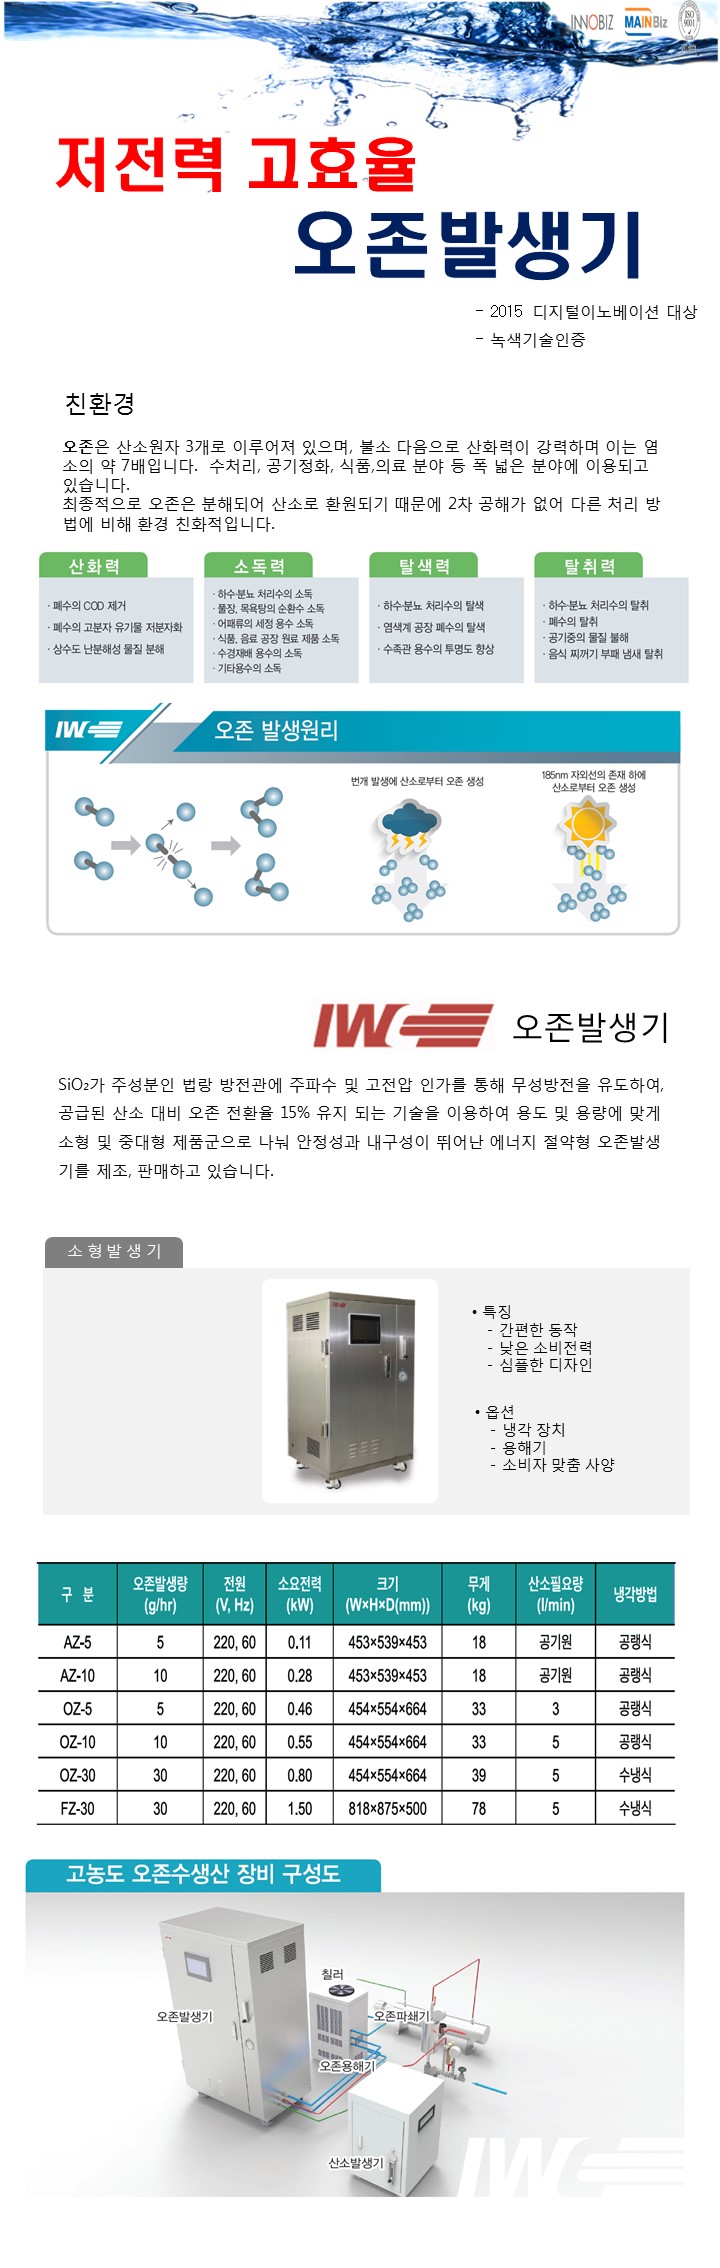 INNOBIZ MAINBiz ISO 9001
저전력 고효율
오존발생기
- 2015 디지털이노베이션 대상
- 녹색기술인증
친환경
오존은 산소원자 3개로 이루어져 있으며, 불소 다음으로 산화력이 강력하며 이는 염
소의 약 7배입니다. 수처리, 공기정화, 식품,의료 분야 등 폭 넓은 분야에 이용되고
있습니다.
최종적으로 오존은 분해되어 산소로 환원되기 때문에 2차 공해가 없어 다른 처리 방
법에 비해 환경 친화적입니다.
산화력
· 폐수의 COD 제거
· 폐수의 고분자 유기물 저분자화
· 상수도 난분해성 물질 분해
소독력
· 하수·분뇨 처리수의 소독
· 풀장, 목욕탕의 순환수 소독
· 어패류의 세정 용수 소독
· 식품, 음료 공장 원료 제품 소독
· 수경재배 용수의 소독
· 기타용수의 소독
탈색력
· 하수·분뇨 처리수의 탈색
· 염색계 공장 폐수의 탈색
· 수족관 용수의 투명도 향상
탈취력
· 하수·분뇨 처리수의 탈취
· 폐수의 탈취
· 공기중의 물질 불해
· 음식 찌꺼기 부패 냄새 탈취
IWE 오존 발생원리
번개 발생에 산소로부터 오존 생성
185nm 자외선의 존재 하에
산소로부터 오존 생성
IWE 오존발생기
SiO₂가 주성분인 법랑 방전관에 주파수 및 고전압 인가를 통해 무성방전을 유도하여,
공급된 산소 대비 오존 전환율 15% 유지 되는 기술을 이용하여 용도 및 용량에 맞게
소형 및 중대형 제품군으로 나눠 안정성과 내구성이 뛰어난 에너지 절약형 오존발생
기를 제조, 판매하고 있습니다.
소형발생기
• 특징
- 간편한 동작
- 낮은 소비전력
- 심플한 디자인
• 옵션
- 냉각 장치
- 용해기
- 소비자 맞춤 사양
구 분 오존발생량 (g/hr) 전원 (V, Hz) 소요전력 (kW) 크기 (W×H×D(mm)) 무게 (kg) 산소필요량 (l/min) 냉각방법
AZ-5 5 220, 60 0.11 453×539×453 18 공기원 공랭식
AZ-10 10 220, 60 0.28 453×539×453 18 공기원 공랭식
OZ-5 5 220, 60 0.46 454×554×664 33 3 공랭식
OZ-10 10 220, 60 0.55 454×554×664 33 5 공랭식
OZ-30 30 220, 60 0.80 454×554×664 39 5 수냉식
FZ-30 30 220, 60 1.50 818×875×500 78 5 수냉식
고농도 오존수생산 장비 구성도
칠러
오존발생기
오존파쇄기
오존용해기
산소발생기
IWE